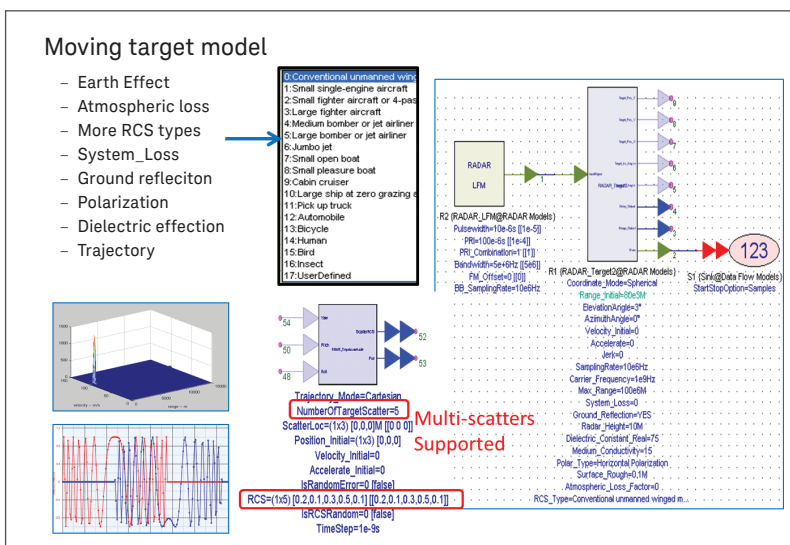 Moving target model
– Earth Effect
– Atmospheric loss
– More RCS types
– System_Loss
– Ground refleciton
– Polarization
– Dielectric effection
– Trajectory
0:Conventional unmanned wing
1:Small single-engine aircraft
2:Small fighter aircraft or 4-pas
3:Large fighter aircraft
4:Medium bomber or jet airliner
5:Large bomber or jet airliner
6:Jumbo jet
7:Small open boat
8:Small pleasure boat
9:Cabin cruiser
10:Large ship at zero grazing a
11:Pick up truck
12:Automobile
13:Bicycle
14:Human
15:Bird
16:Insect
17:UserDefined
RADAR
LFM
1
R2 (RADAR_LFM@RADAR Models)
Pulsewidth=10e-6s [[1e-5]]
PRI=100e-6s [[1e-4]]
PRI_Combination=1 [[1]]
Bandwidth=5e+6Hz [[5e6]]
FM_Offset=0 [[0]]
BB_SamplingRate=10e6Hz
9
8
7
6
5
4
3
2
123
S1 (Sink@Data Flow Models)
StartStopOption=Samples
R1 (RADAR_Target2@RADAR Models)
Coordinate_Mode=Spherical
Range_Initial=80e3M
ElevationAngle=3°
AzimuthAngle=0°
Velocity_Initial=0
Accelerate=0
Jerk=0
SamplingRate=10e6Hz
Carrier_Frequency=1e9Hz
Max_Range=100e6M
System_Loss=0
Ground_Reflection=YES
Radar_Height=10M
Dielectric_Constant_Real=75
Medium_Conductivity=15
Polar_Type=Horizontal Polarization
Surface_Rough=0.1M
Atmospheric_Loss_Factor=0
RCS_Type=Conventional unmanned winged m...
54
50
48
52
53
Trajectory_Mode=Cartesian
NumberOfTargetScatter=5
ScatterLoc=(1x3) [0,0,0]M [[0 0 0]]
Position_Initial=(1x3) [0,0,0]
Velocity_Initial=0
Accelerate_Initial=0
IsRandomError=0 [false]
RCS=(1x5) [0.2,0.1,0.3,0.5,0.1] [[0.2,0.1,0.3,0.5,0.1]]
IsRCSRandom=0 [false]
TimeStep=1e-9s
Multi-scatters
Supported